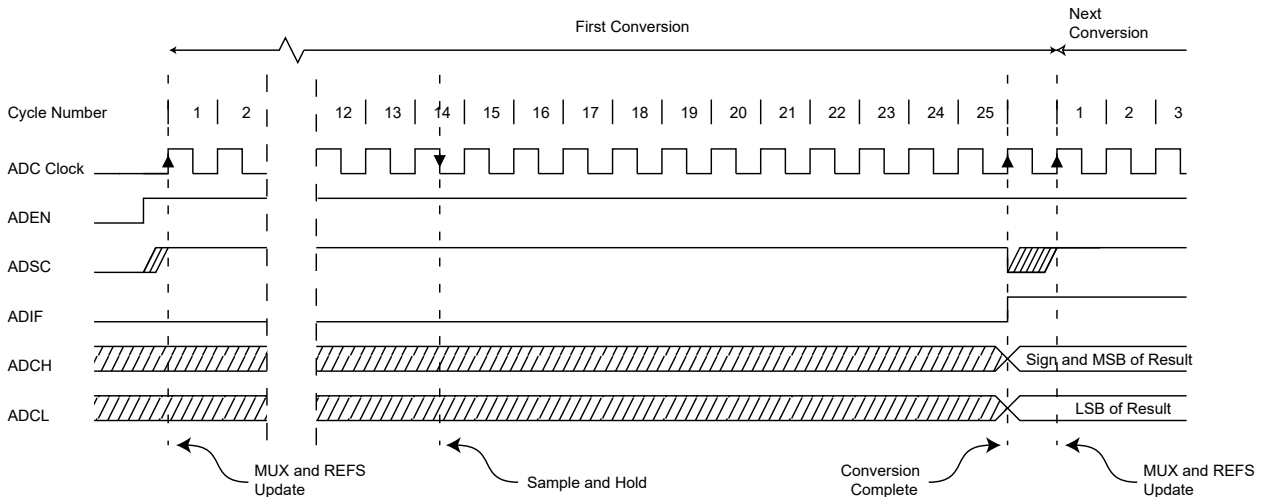 First Conversion
Next
Conversion
Cycle Number
1 2 12 13 14 15 16 17 18 19 20 21 22 23 24 25 1 2 3
ADC Clock
ADEN
ADSC
ADIF
ADCH
Sign and MSB of Result
ADCL
LSB of Result
MUX and REFS
Update
Sample and Hold
Conversion
Complete
MUX and REFS
Update